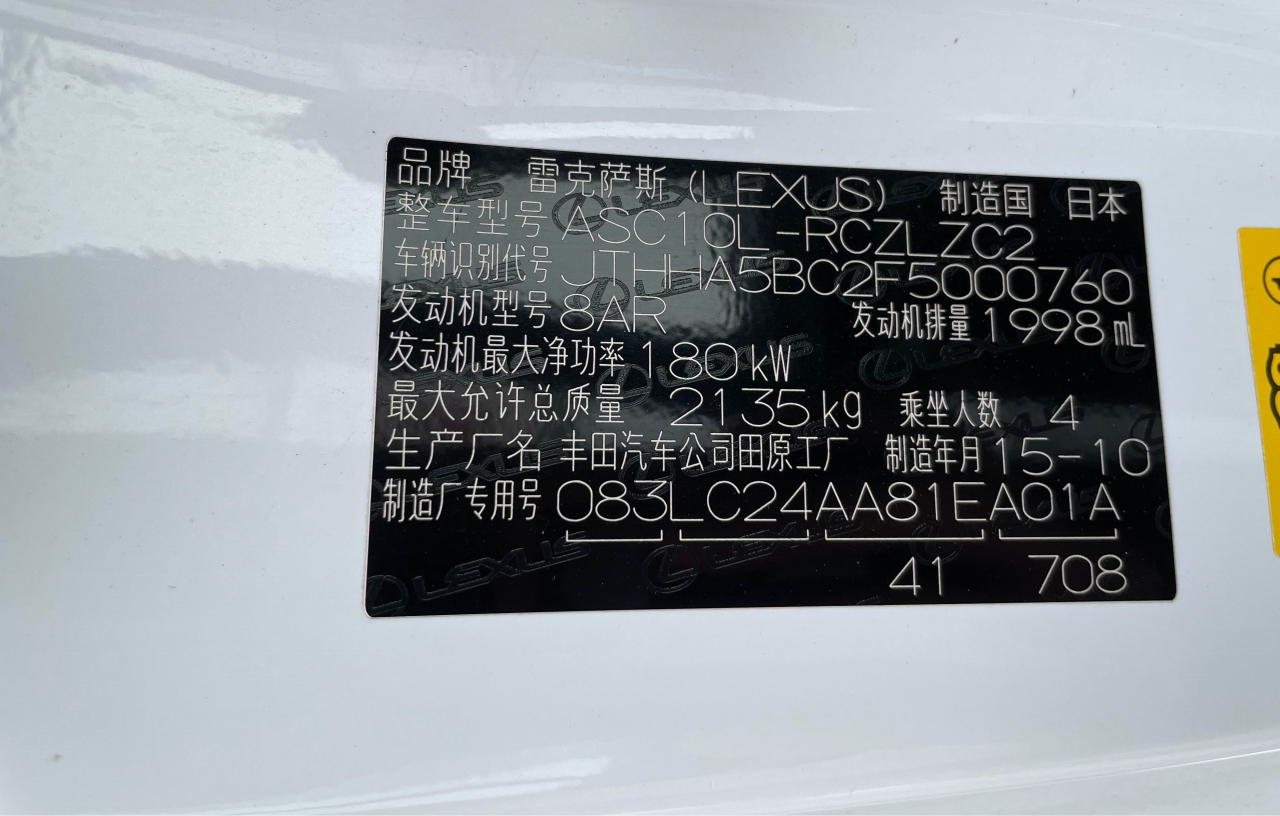 品牌 雷克萨斯 (LEXUS) 制造国 日本
整车型号 ASC10L-RCZLZC2
车辆识别代号 JTHHA5BC2F5000760
发动机型号 8AR 发动机排量 1998 mL
发动机最大净功率 180 kW
最大允许总质量 2135 kg 乘坐人数 4
生产厂名 丰田汽车公司田原工厂 制造年月 15-10
制造厂专用号 083LC24AA81EA01A
41 708
LEXUS